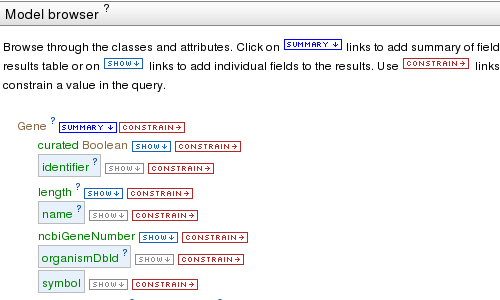 Model browser ?
Browse through the classes and attributes. Click on SUMMARY ↓ links to add summary of field
results table or on SHOW ↓ links to add individual fields to the results. Use CONSTRAIN → links
constrain a value in the query.
Gene ? SUMMARY ↓ CONSTRAIN →
curated Boolean SHOW ↓ CONSTRAIN →
identifier ? SHOW ↓ CONSTRAIN →
length ? SHOW ↓ CONSTRAIN →
name ? SHOW ↓ CONSTRAIN →
ncbiGeneNumber SHOW ↓ CONSTRAIN →
organismDbId ? SHOW ↓ CONSTRAIN →
symbol SHOW ↓ CONSTRAIN →